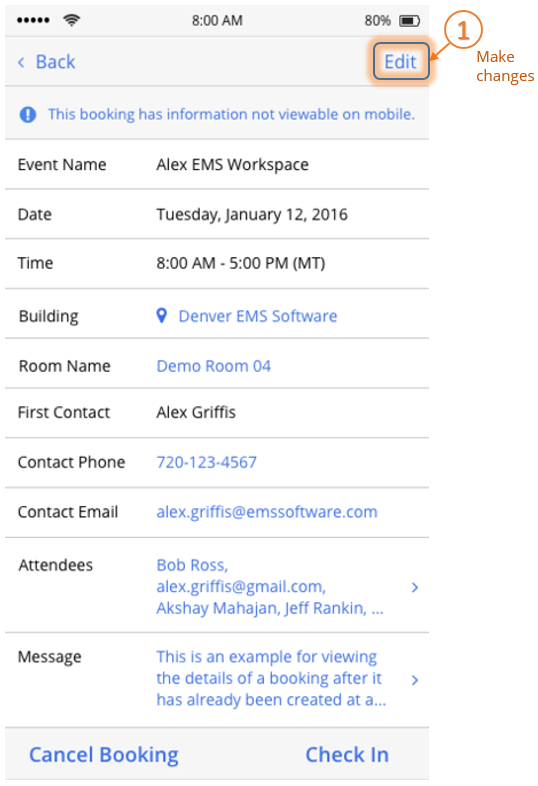 8:00 AM 80%
1
Back Edit
Make
changes
This booking has information not viewable on mobile.
Event Name Alex EMS Workspace
Date Tuesday, January 12, 2016
Time 8:00 AM - 5:00 PM (MT)
Building Denver EMS Software
Room Name Demo Room 04
First Contact Alex Griffis
Contact Phone 720-123-4567
Contact Email alex.griffis@emssoftware.com
Attendees Bob Ross,
alex.griffis@gmail.com,
Akshay Mahajan, Jeff Rankin, ...
Message This is an example for viewing
the details of a booking after it
has already been created at a...
Cancel Booking Check In